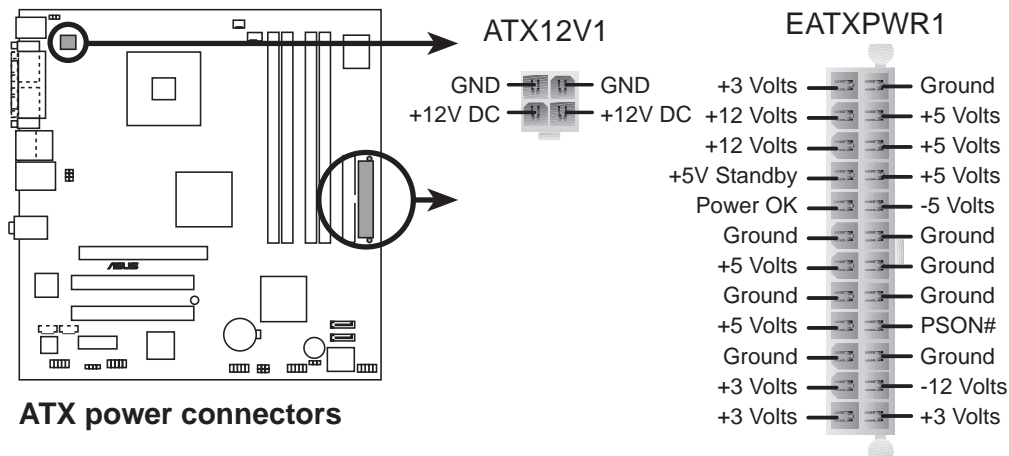 ATX12V1
GND GND
+12V DC +12V DC
EATXPWR1
+3 Volts Ground
+12 Volts +5 Volts
+12 Volts +5 Volts
+5V Standby +5 Volts
Power OK -5 Volts
Ground Ground
+5 Volts Ground
Ground Ground
+5 Volts PSON#
Ground Ground
+3 Volts -12 Volts
+3 Volts +3 Volts
ASUS
ATX power connectors